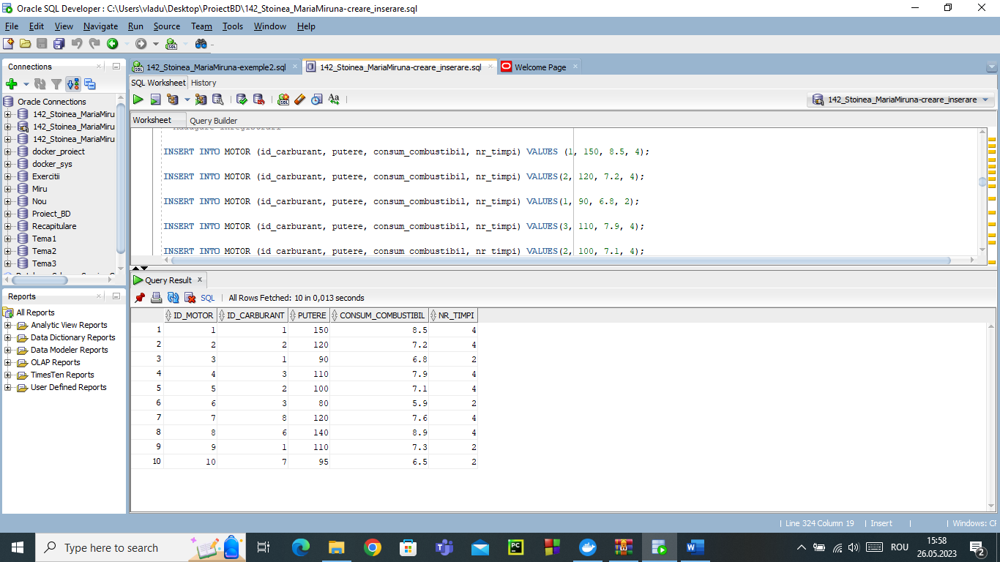 Oracle SQL Developer : C:\Users\vladu\Desktop\ProiectBD\142_Stoinea_MariaMiruna-creare_inserare.sql
File Edit View Navigate Run Source Team Tools Window Help
Connections
Oracle Connections
142_Stoinea_MariaMiru
142_Stoinea_MariaMiru
142_Stoinea_MariaMiru
docker_project
docker_sys
Exercitii
Miru
Nou
Proiect_BD
Recapitulare
Tema1
Tema2
Tema3
Reports
All Reports
Analytic View Reports
Data Dictionary Reports
Data Modeler Reports
OLAP Reports
TimesTen Reports
User Defined Reports
142_Stoinea_MariaMiruna-exemple2.sql 142_Stoinea_MariaMiruna-creare_inserare.sql Welcome Page
SQL Worksheet History
Aa
142_Stoinea_MariaMiruna-creare_inserare
Worksheet Query Builder
INSERT INTO MOTOR (id_carburant, putere, consum_combustibil, nr_timpi) VALUES (1, 150, 8.5, 4);
INSERT INTO MOTOR (id_carburant, putere, consum_combustibil, nr_timpi) VALUES(2, 120, 7.2, 4);
INSERT INTO MOTOR (id_carburant, putere, consum_combustibil, nr_timpi) VALUES(1, 90, 6.8, 2);
INSERT INTO MOTOR (id_carburant, putere, consum_combustibil, nr_timpi) VALUES(3, 110, 7.9, 4);
INSERT INTO MOTOR (id_carburant, putere, consum_combustibil, nr_timpi) VALUES(2, 100, 7.1, 4);
Query Result
SQL | All Rows Fetched: 10 in 0,013 seconds
ID_MOTOR ID_CARBURANT PUTERE CONSUM_COMBUSTIBIL NR_TIMPI
1 1 1 150 8.5 4
2 2 2 120 7.2 4
3 3 1 90 6.8 2
4 4 3 110 7.9 4
5 5 2 100 7.1 4
6 6 3 80 5.9 2
7 7 8 120 7.6 4
8 8 6 140 8.9 4
9 9 1 110 7.3 2
10 10 7 95 6.5 2
| Line 324 Column 19 | Insert | | Windows: CF
Type here to search
PC
W
ROU
15:58
26.05.2023
2